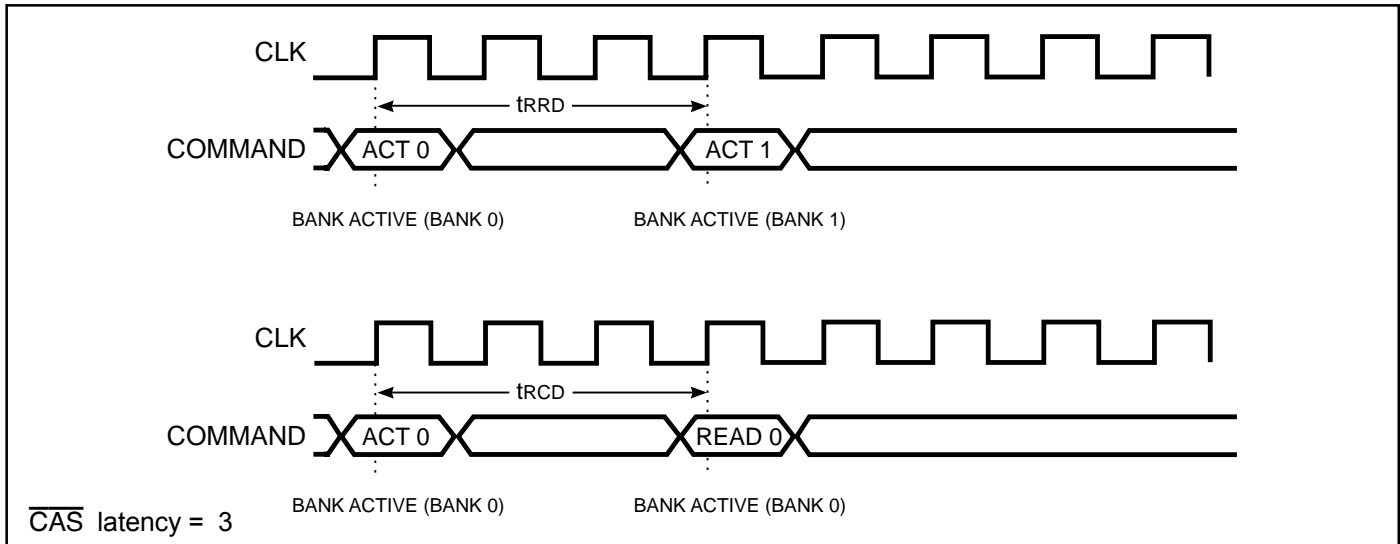 CLK
tRRD
COMMAND ACT 0 ACT 1
BANK ACTIVE (BANK 0) BANK ACTIVE (BANK 1)
CLK
tRCD
COMMAND ACT 0 READ 0
BANK ACTIVE (BANK 0) BANK ACTIVE (BANK 0)
C̅A̅S̅ latency = 3